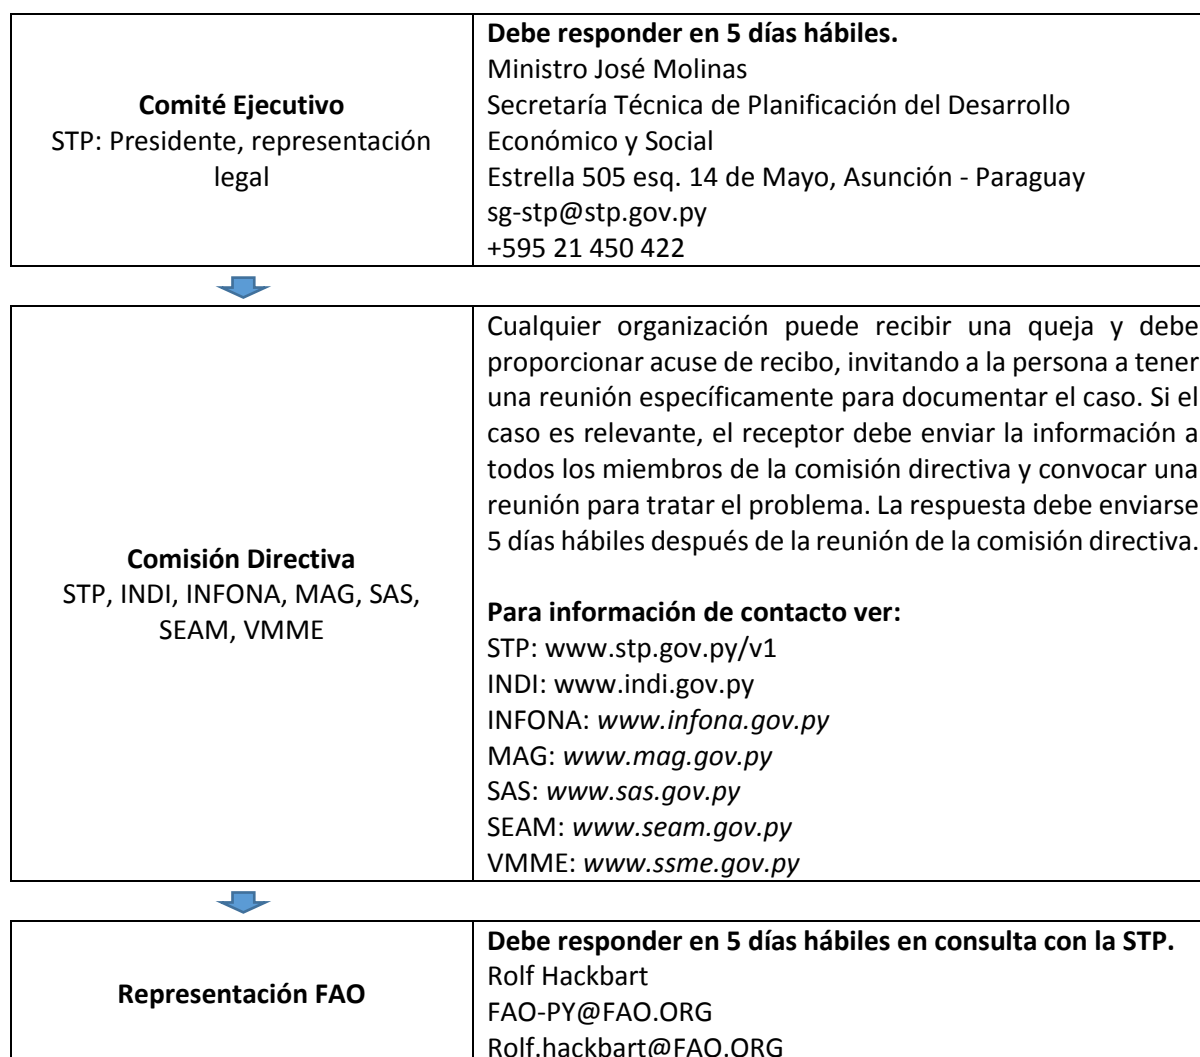 Comité Ejecutivo
STP: Presidente, representación
legal
Debe responder en 5 días hábiles.
Ministro José Molinas
Secretaría Técnica de Planificación del Desarrollo
Económico y Social
Estrella 505 esq. 14 de Mayo, Asunción - Paraguay
sg-stp@stp.gov.py
+595 21 450 422
Comisión Directiva
STP, INDI, INFONA, MAG, SAS,
SEAM, VMME
Cualquier organización puede recibir una queja y debe
proporcionar acuse de recibo, invitando a la persona a tener
una reunión específicamente para documentar el caso. Si el
caso es relevante, el receptor debe enviar la información a
todos los miembros de la comisión directiva y convocar una
reunión para tratar el problema. La respuesta debe enviarse
5 días hábiles después de la reunión de la comisión directiva.
Para información de contacto ver:
STP: www.stp.gov.py/v1
INDI: www.indi.gov.py
INFONA: www.infona.gov.py
MAG: www.mag.gov.py
SAS: www.sas.gov.py
SEAM: www.seam.gov.py
VMME: www.ssme.gov.py
Representación FAO
Debe responder en 5 días hábiles en consulta con la STP.
Rolf Hackbart
FAO-PY@FAO.ORG
Rolf.hackbart@FAO.ORG